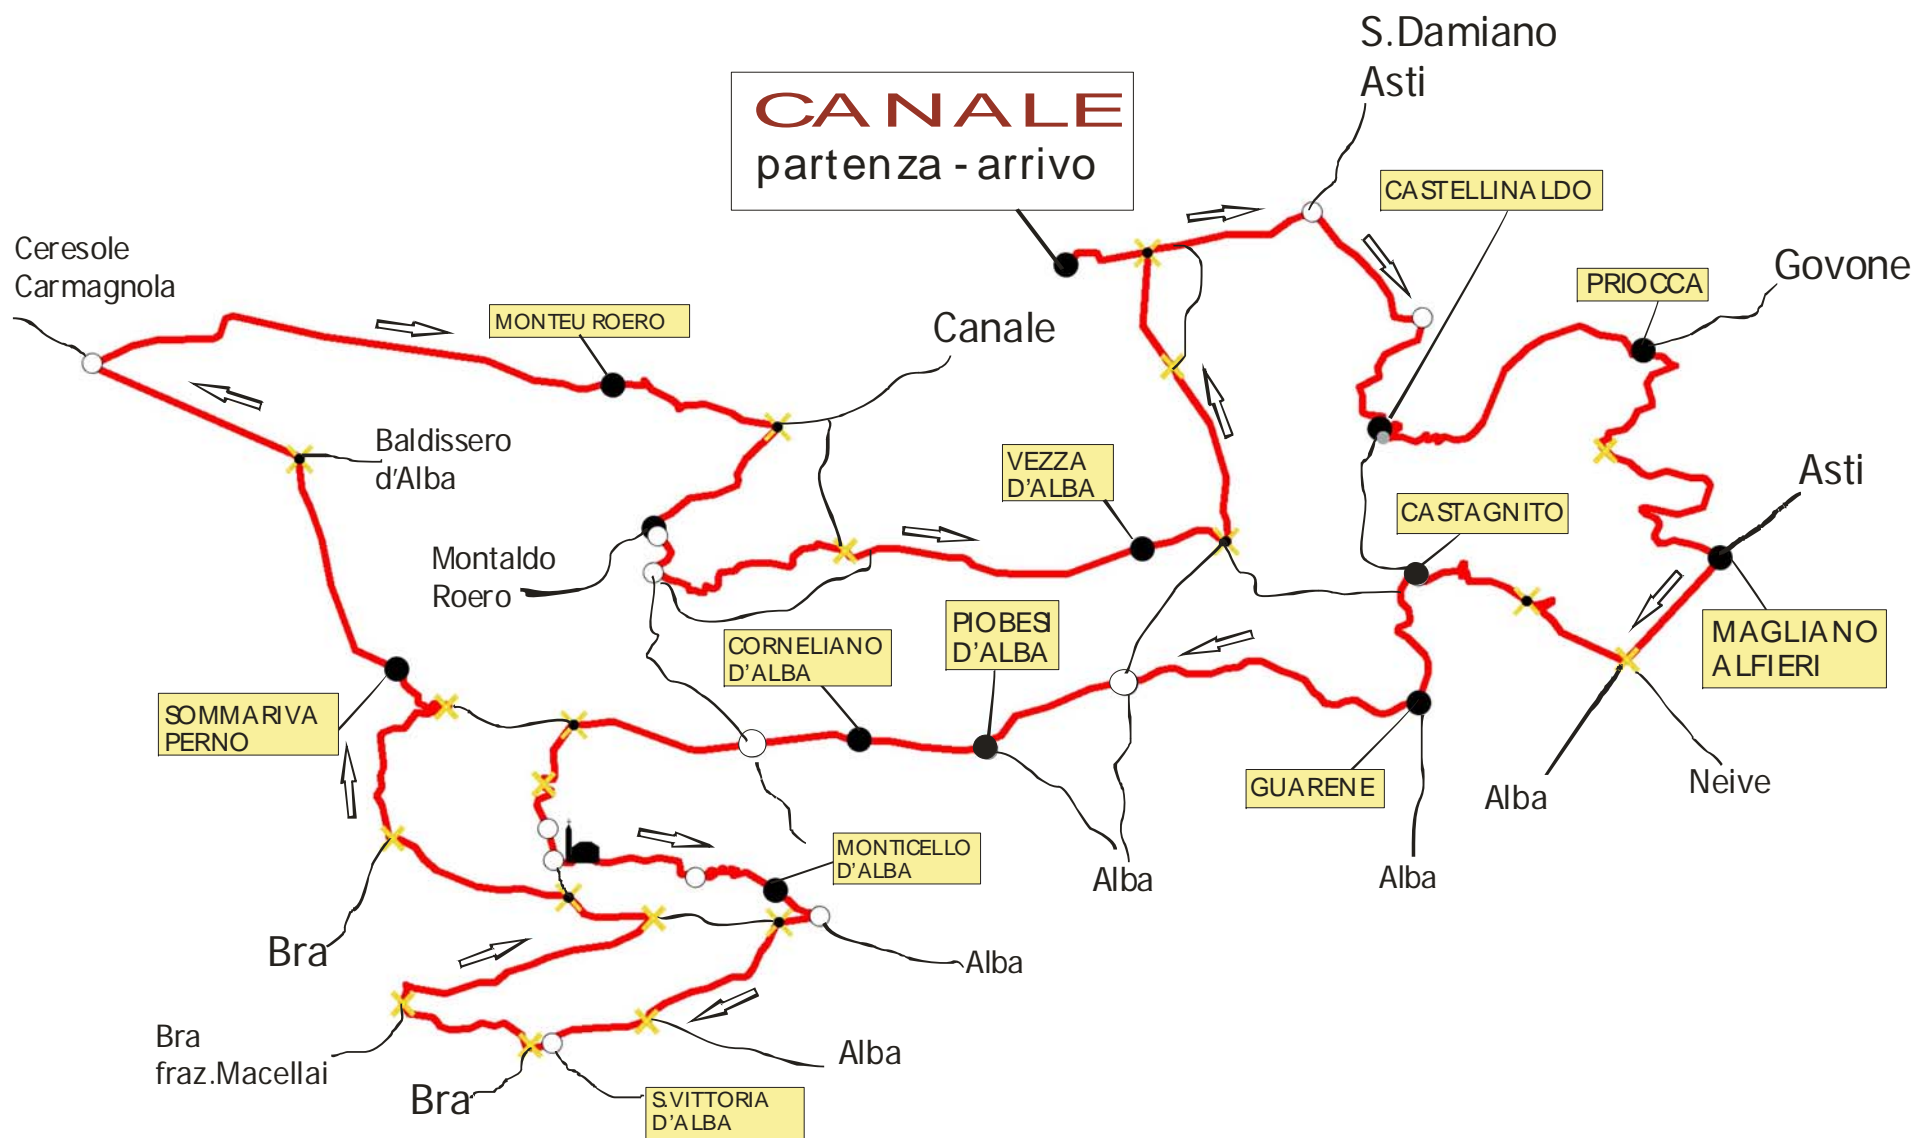 S.Damiano
Asti
CANALE
partenza - arrivo
CASTELLINALDO
Ceresole
Carmagnola
PRIOCCA
Govone
MONTEU ROERO
Canale
Baldissero
d'Alba
VEZZA
D'ALBA
Asti
CASTAGNITO
Montaldo
Roero
PIOBESI
D'ALBA
CORNELIANO
D'ALBA
MAGLIANO
ALFIERI
SOMMARIVA
PERNO
GUARENE
Alba
Neive
MONTICELLO
D'ALBA
Alba
Alba
Bra
Alba
Bra
fraz.Macellai
Alba
Bra
S.VITTORIA
D'ALBA